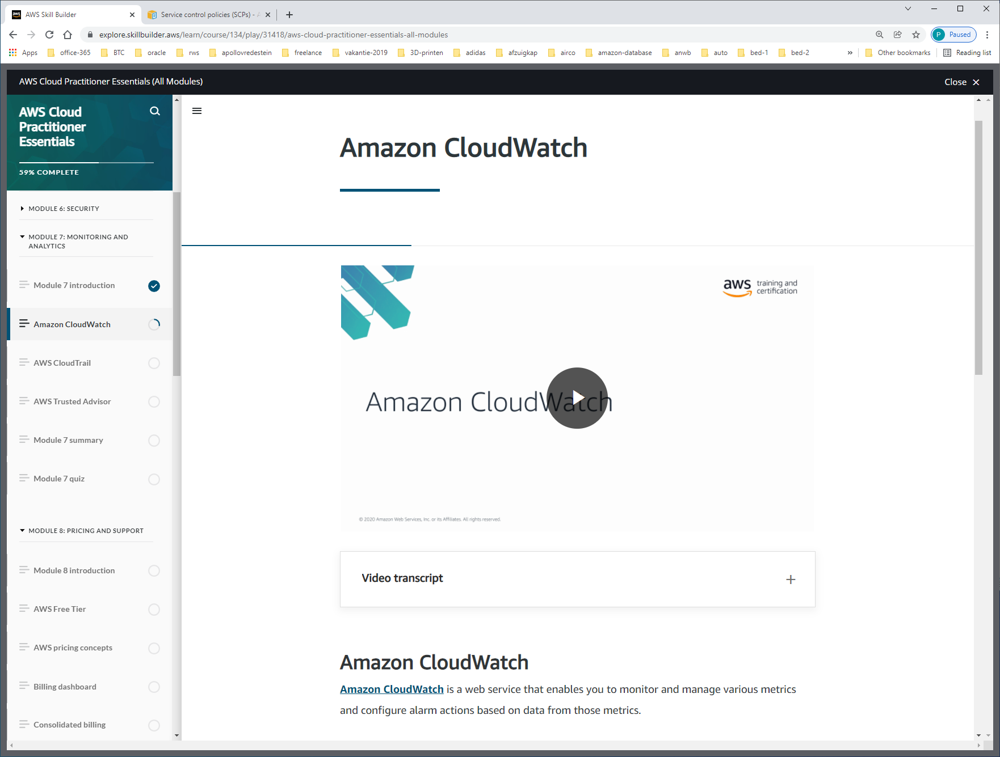 AWS Skill Builder
Service control policies (SCPs) - A
explore.skillbuilder.aws/learn/course/134/play/31418/aws-cloud-practitioner-essentials-all-modules
P Paused
Apps office-365 BTC oracle rws apollovredestein freelance vakantie-2019 3D-printen adidas afzuigkap airco amazon-database anwb auto bed-1 bed-2 » Other bookmarks Reading list
AWS Cloud Practitioner Essentials (All Modules)
Close
AWS Cloud
Practitioner
Essentials
59% COMPLETE
MODULE 6: SECURITY
MODULE 7: MONITORING AND
ANALYTICS
Module 7 introduction
Amazon CloudWatch
AWS CloudTrail
AWS Trusted Advisor
Module 7 summary
Module 7 quiz
MODULE 8: PRICING AND SUPPORT
Module 8 introduction
AWS Free Tier
AWS pricing concepts
Billing dashboard
Consolidated billing
Amazon CloudWatch
aws training and
certification
Amazon CloudWatch
© 2020 Amazon Web Services, Inc. or its Affiliates. All rights reserved.
Video transcript
Amazon CloudWatch
Amazon CloudWatch is a web service that enables you to monitor and manage various metrics
and configure alarm actions based on data from those metrics.